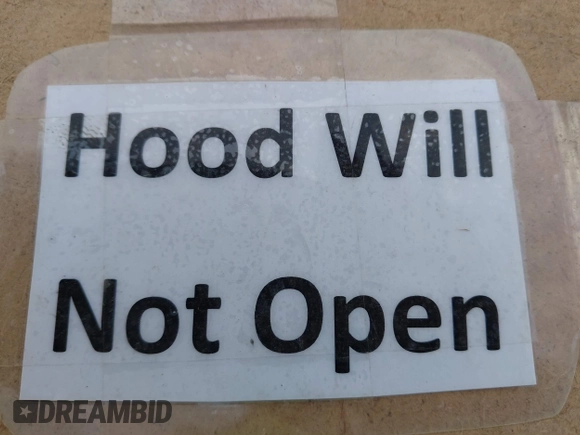 Hood Will
Not Open
DREAMBID